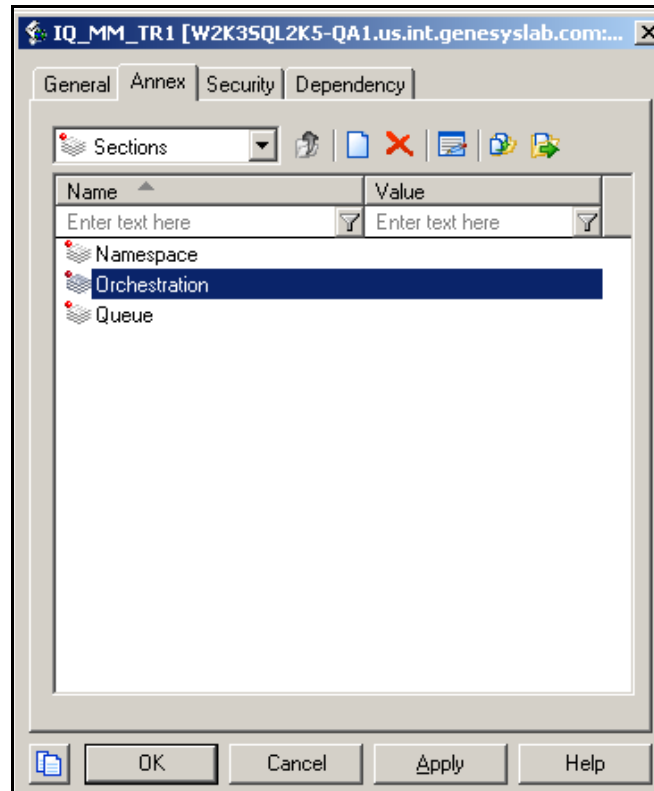 IQ_MM_TR1 [W2K3SQL2K5-QA1.us.int.genesyslab.com:...
General Annex Security Dependency
Sections
Name Value
Enter text here Enter text here
Namespace
Orchestration
Queue
OK Cancel Apply Help